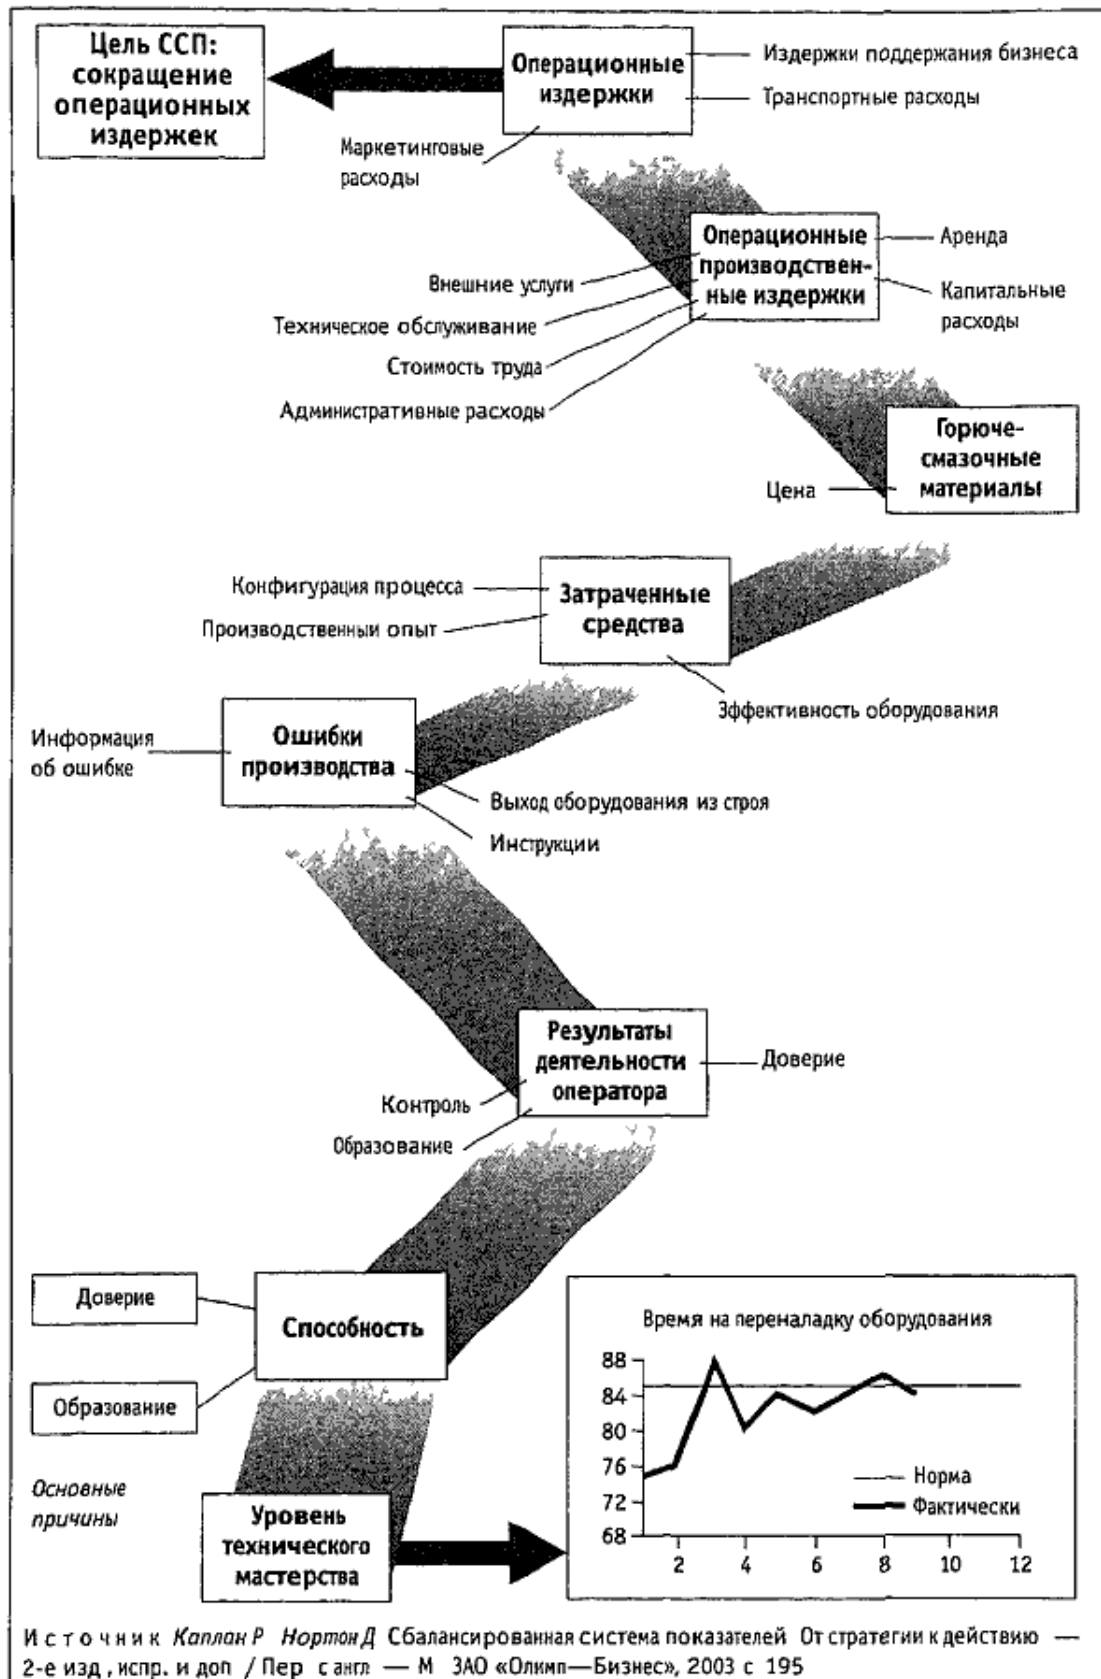 Цель ССП:
сокращение
операционных
издержек
Операционные
издержки
Издержки поддержания бизнеса
Транспортные расходы
Маркетинговые
расходы
Операционные
производствен-
ные издержки
Аренда
Капитальные
расходы
Внешние услуги
Техническое обслуживание
Стоимость труда
Административные расходы
Горюче-
смазочные
материалы
Цена
Затраченные
средства
Конфигурация процесса
Производственныи опыт
Эффективность оборудования
Ошибки
производства
Информация
об ошибке
Выход оборудования из строя
Инструкции
Результаты
деятельности
оператора
Доверие
Контроль
Образование
Доверие
Способность
Образование
Основные
причины
Уровень
технического
мастерства
Время на переналадку оборудования
88
84
80
76
72
68
Норма
Фактически
2 4 6 8 10 12
Источник Каплан Р Нортон Д Сбалансированная система показателей От стратегии к действию —
2-е изд , испр. и доп / Пер с англ — М ЗАО «Олимп—Бизнес», 2003 с 195